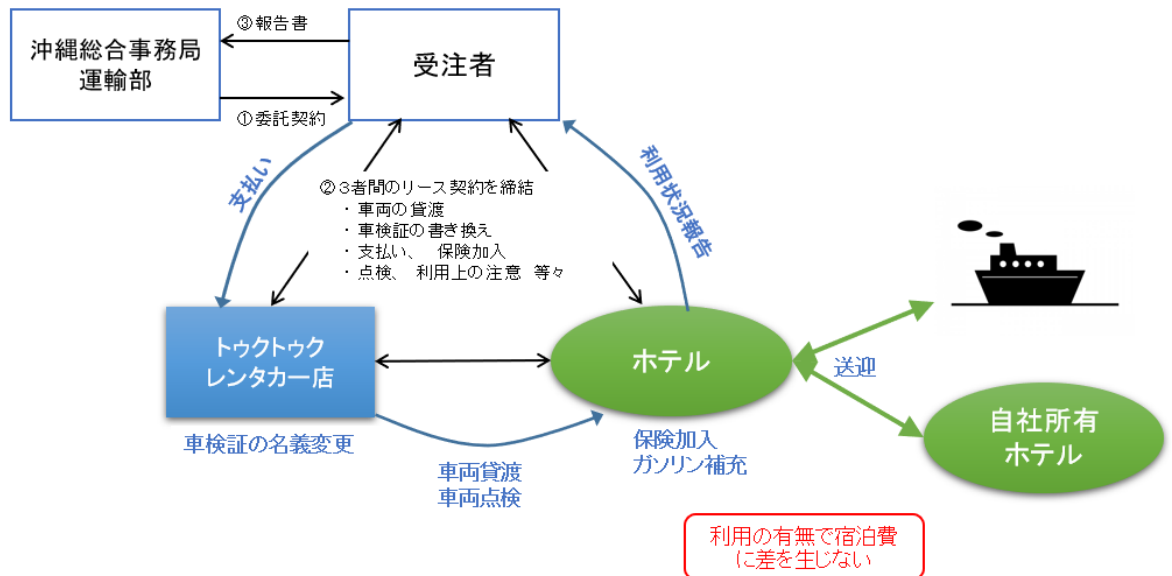 ③報告書
沖縄総合事務局
運輸部
受注者
①委託契約
支払い
②3者間のリース契約を締結
・車両の貸渡
・車検証の書き換え
・支払い、 保険加入
・点検、 利用上の注意 等々
利用状況報告
トゥクトゥク
レンタカー店
ホテル
送迎
自社所有
ホテル
車検証の名義変更
保険加入
ガソリン補充
車両貸渡
車両点検
利用の有無で宿泊費
に差を生じない